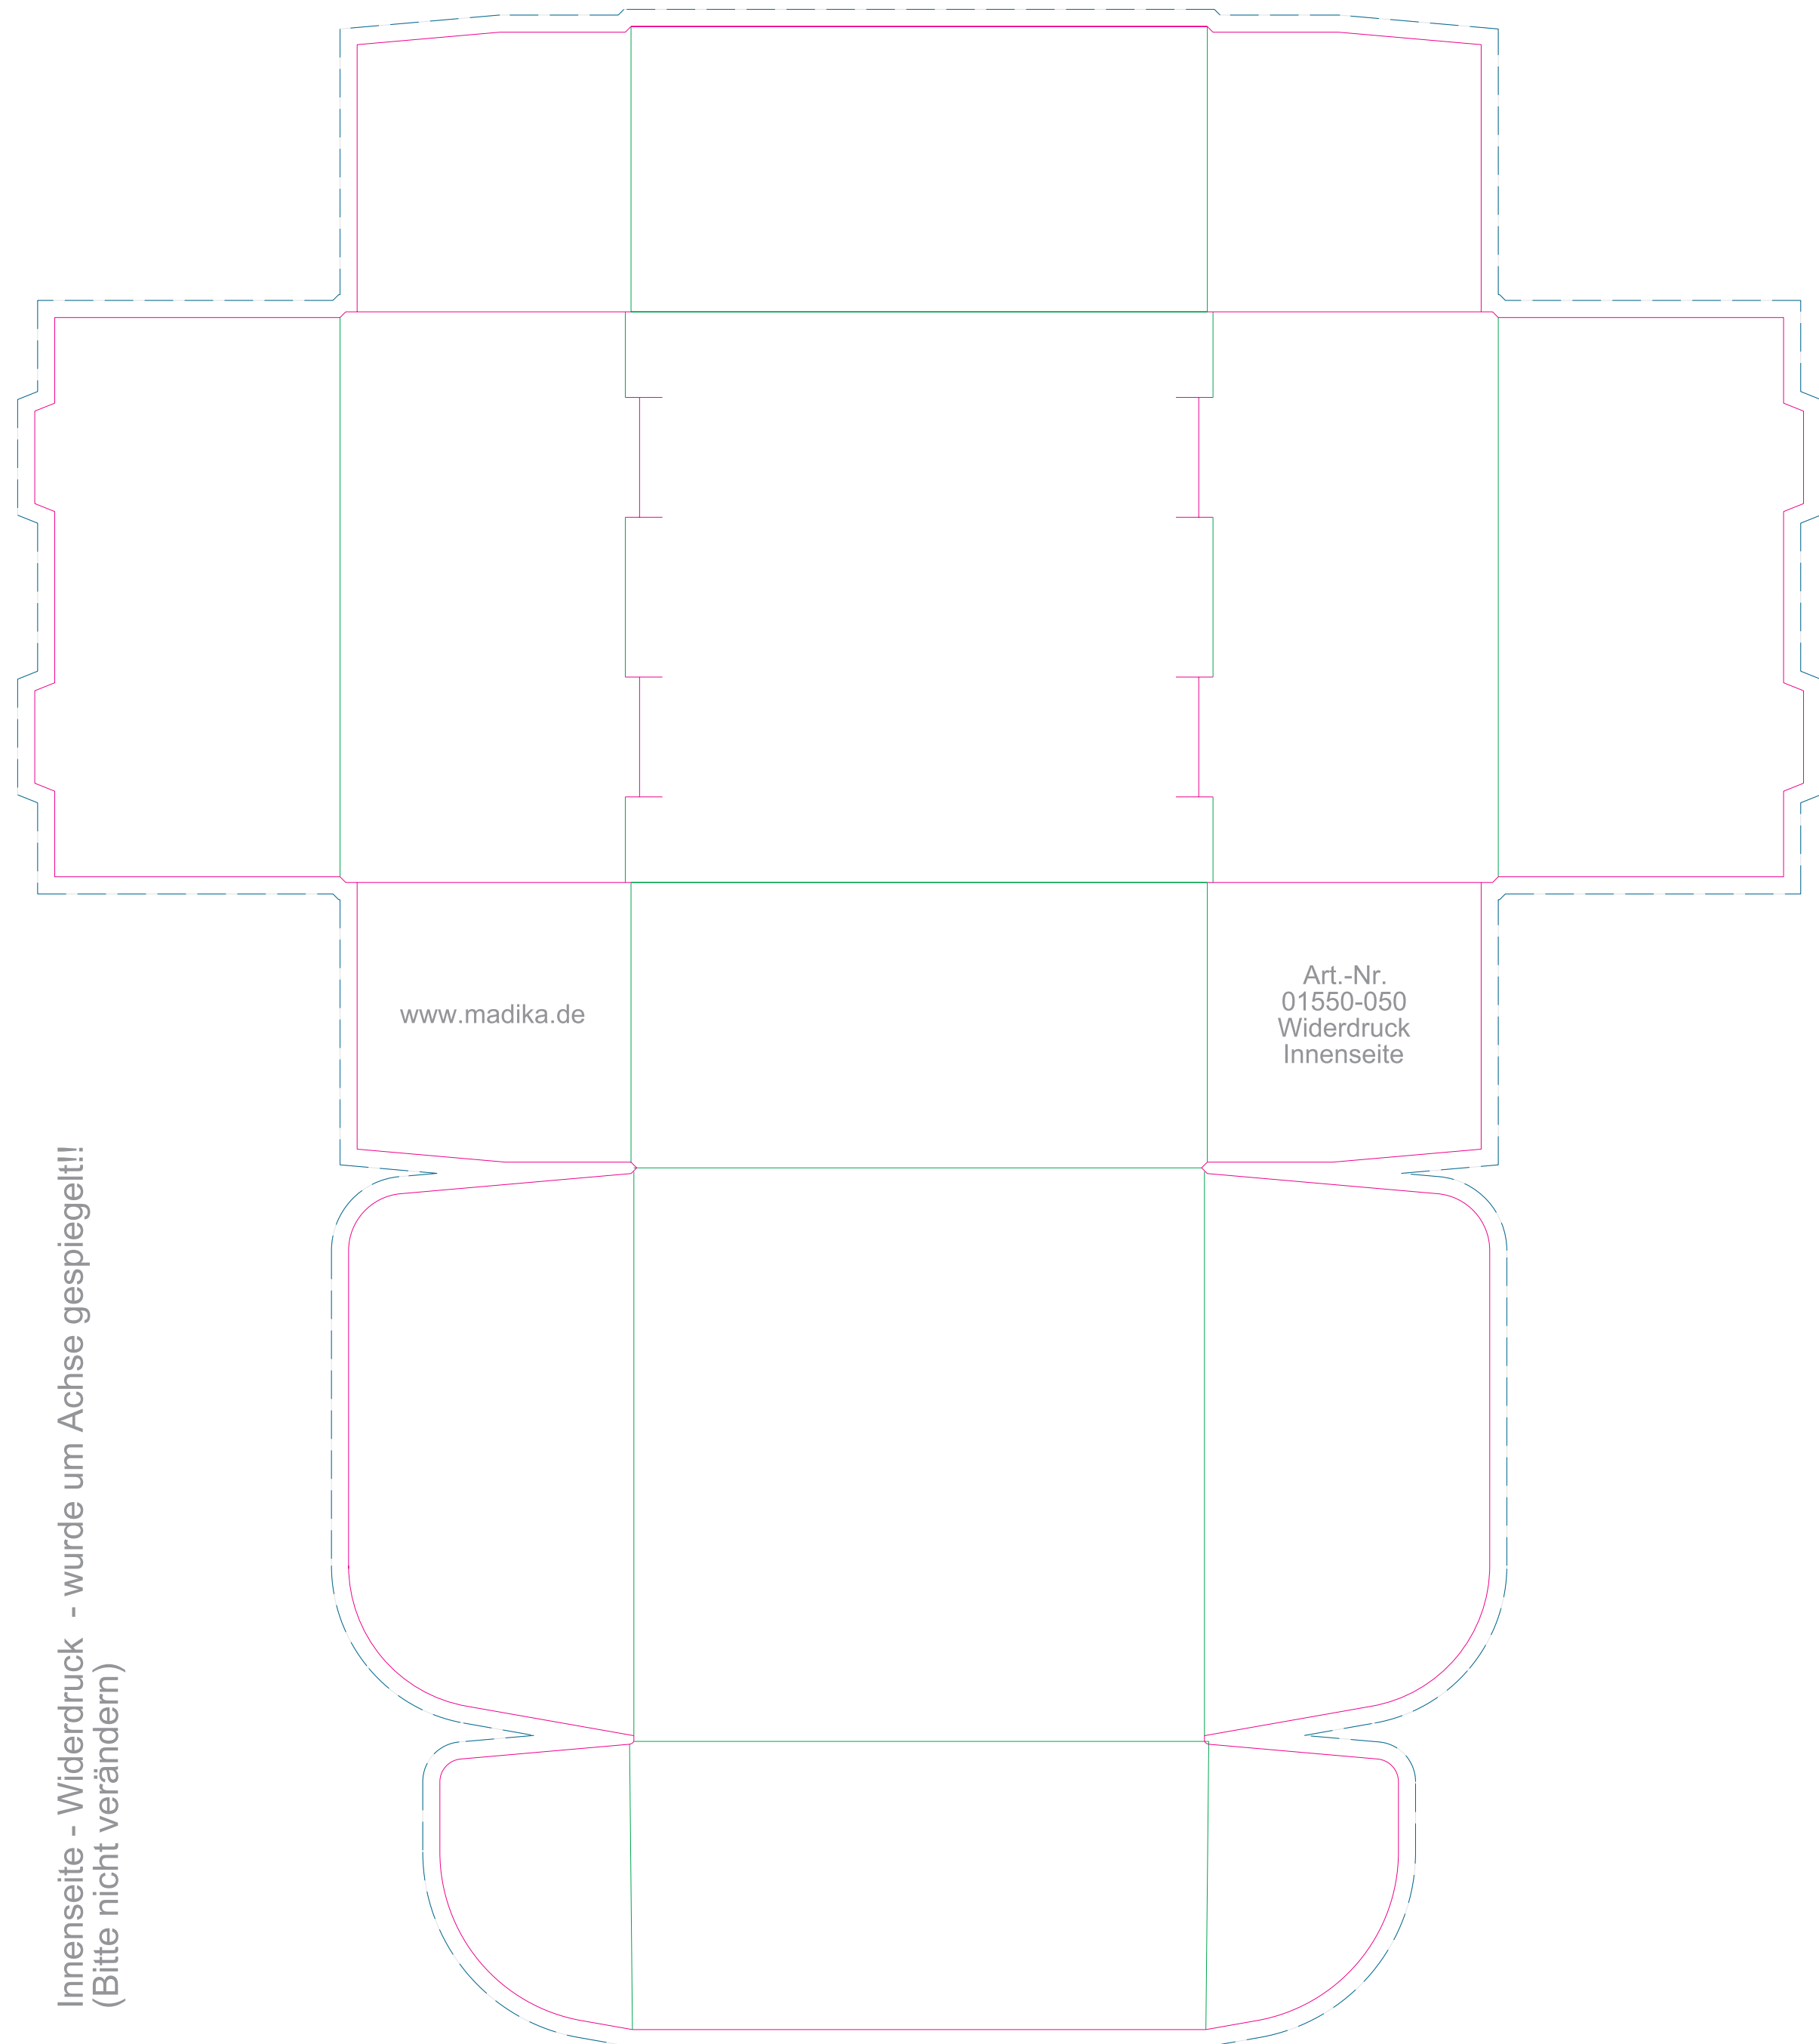 www.madika.de
Art.-Nr.
01550-050
Widerdruck
Innenseite
Innenseite - Widerdruck - wurde um Achse gespiegelt!!
(Bitte nicht verändern)